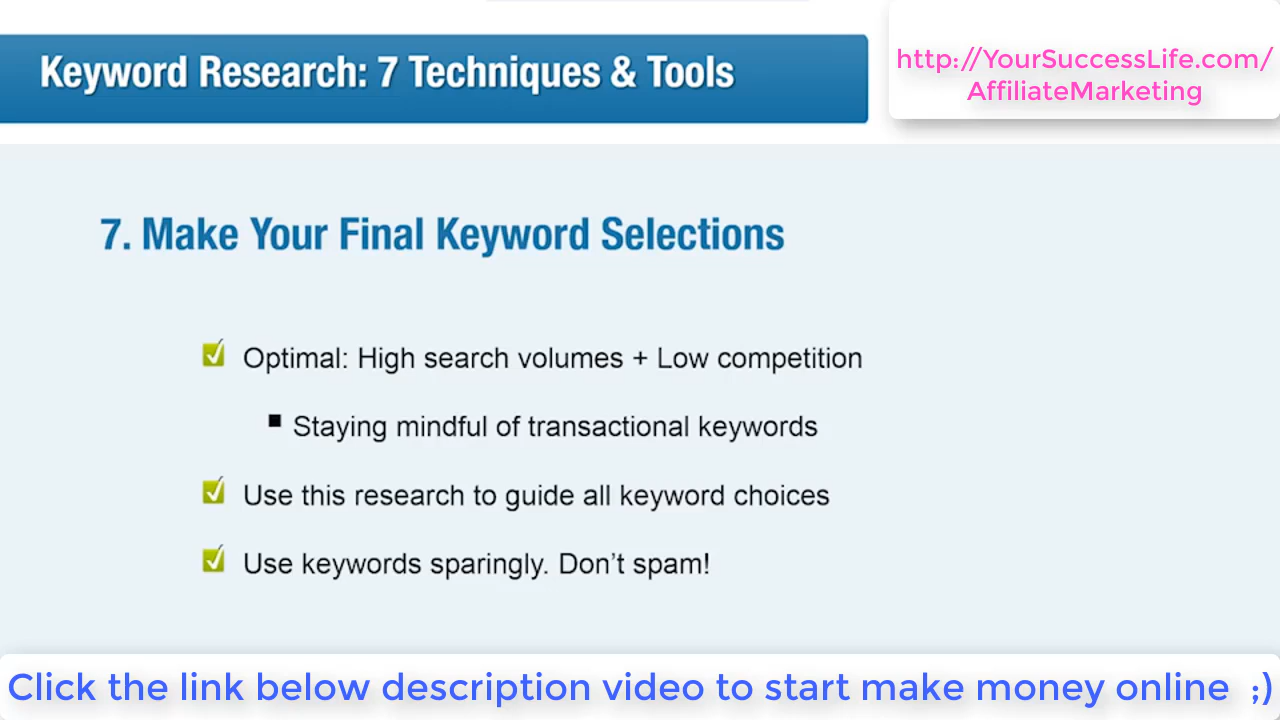 Keyword Research: 7 Techniques & Tools
http://YourSuccessLife.com/
AffiliateMarketing
7. Make Your Final Keyword Selections
Optimal: High search volumes + Low competition
Staying mindful of transactional keywords
Use this research to guide all keyword choices
Use keywords sparingly. Don’t spam!
Click the link below description video to start make money online ;)